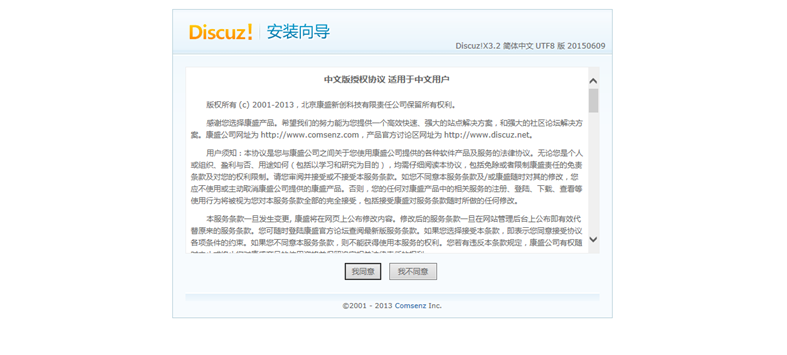 Discuz! 安装向导
Discuz!X3.2 简体中文 UTF8 版 20150609
中文版授权协议 适用于中文用户
版权所有 (c) 2001-2013，北京康盛新创科技有限责任公司保留所有权利。
感谢您选择康盛产品。希望我们的努力能为您提供一个高效快速、强大的站点解决方案，和强大的社区论坛解决方
案。康盛公司网址为 http://www.comsenz.com，产品官方讨论区网址为 http://www.discuz.net。
用户须知：本协议是您与康盛公司之间关于您使用康盛公司提供的各种软件产品及服务的法律协议。无论您是个人
或组织、盈利与否、用途如何（包括以学习和研究为目的），均需仔细阅读本协议，包括免除或者限制康盛责任的免责
条款及对您的权利限制。请您审阅并接受或不接受本服务条款。如您不同意本服务条款及/或康盛随时对其的修改，您
应不使用或主动取消康盛公司提供的康盛产品。否则，您的任何对康盛产品中的相关服务的注册、登陆、下载、查看等
使用行为将被视为您对本服务条款全部的完全接受，包括接受康盛对服务条款随时所做的任何修改。
本服务条款一旦发生变更, 康盛将在网页上公布修改内容。修改后的服务条款一旦在网站管理后台上公布即有效代
替原来的服务条款。您可随时登陆康盛官方论坛查阅最新版服务条款。如果您选择接受本条款，即表示您同意接受协议
各项条件的约束。如果您不同意本服务条款，则不能获得使用本服务的权利。您若有违反本条款规定，康盛公司有权随
我同意 我不同意
©2001 - 2013 Comsenz Inc.